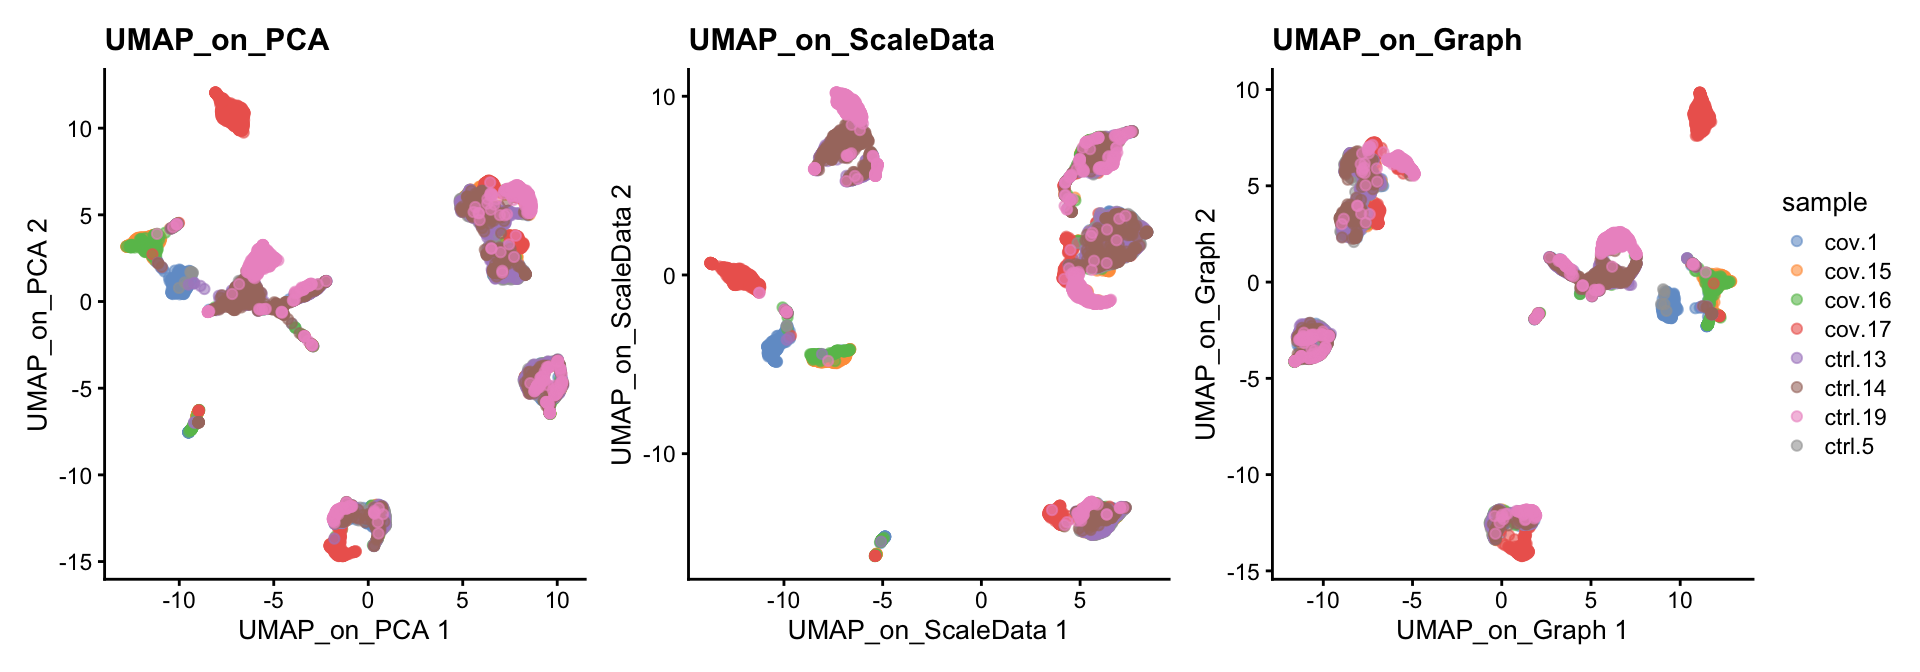 UMAP_on_PCA
UMAP_on_ScaleData
UMAP_on_Graph
UMAP_on_PCA 2
10
5
0
-5
-10
-15
-10
-5
0
5
10
UMAP_on_PCA 1
UMAP_on_ScaleData 2
10
0
-10
-10
-5
0
5
UMAP_on_ScaleData 1
UMAP_on_Graph 2
10
5
0
-5
-10
-15
-10
-5
0
5
10
UMAP_on_Graph 1
sample
cov.1
cov.15
cov.16
cov.17
ctrl.13
ctrl.14
ctrl.19
ctrl.5